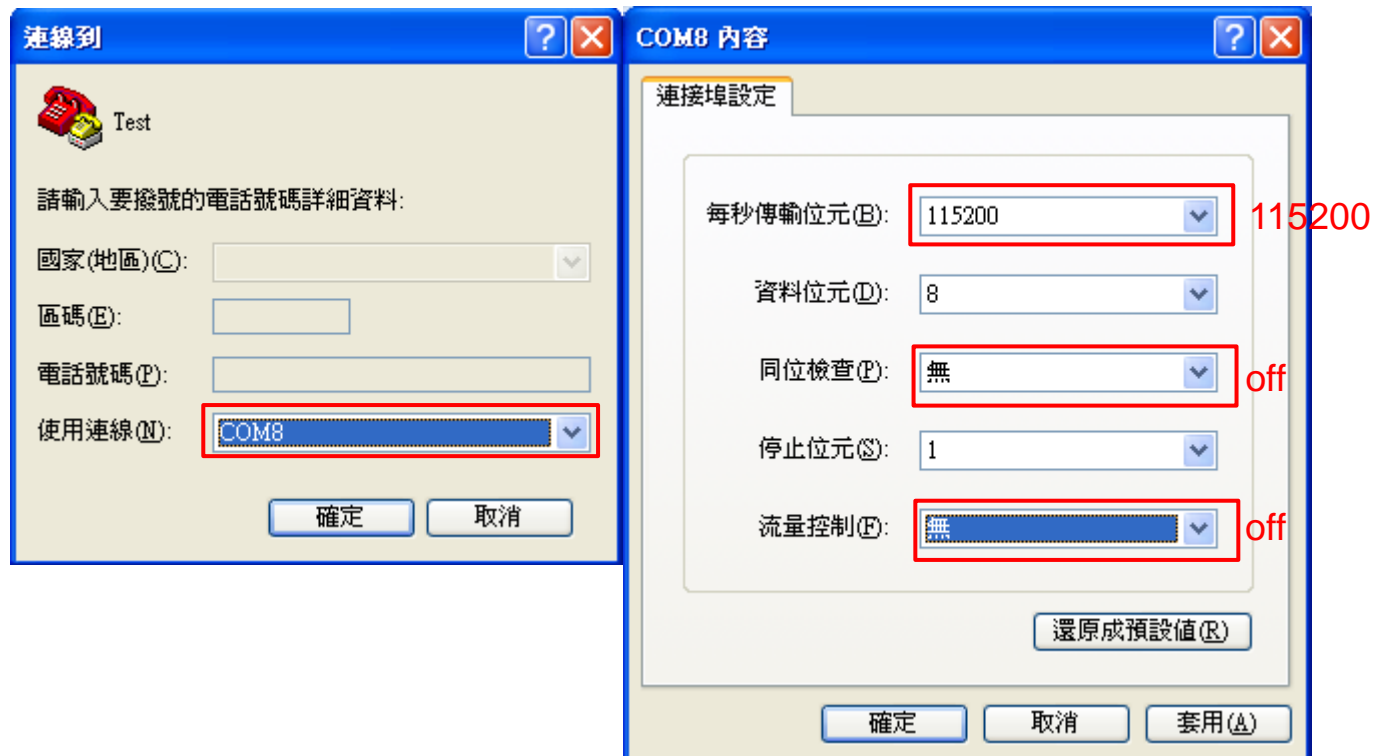 連線到
Test
請輸入要撥號的電話號碼詳細資料:
國家(地區)(C):
區碼(E):
電話號碼(P):
使用連線(N): COM8
確定 取消
COM8 內容
連接埠設定
每秒傳輸位元(B): 115200 115200
資料位元(D): 8
同位檢查(P): 無 off
停止位元(S): 1
流量控制(F): 無 off
還原成預設值(R)
確定 取消 套用(A)